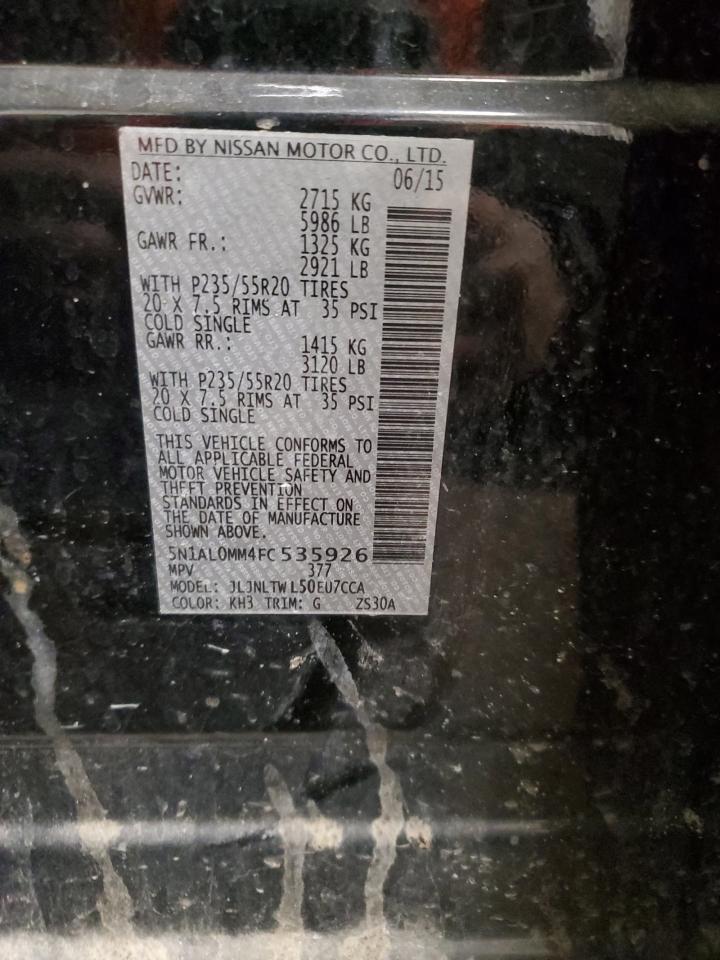 MFD BY NISSAN MOTOR CO., LTD.
DATE: 06/15
GVWR: 2715 KG
5986 LB
GAWR FR.: 1325 KG
2921 LB
WITH P235/55R20 TIRES
20 X 7.5 RIMS AT 35 PSI
COLD SINGLE
GAWR RR.: 1415 KG
3120 LB
WITH P235/55R20 TIRES
20 X 7.5 RIMS AT 35 PSI
COLD SINGLE
THIS VEHICLE CONFORMS TO
ALL APPLICABLE FEDERAL
MOTOR VEHICLE SAFETY AND
THEFT PREVENTION
STANDARDS IN EFFECT ON
THE DATE OF MANUFACTURE
SHOWN ABOVE.
5N1AL0MM4FC535926
MPV 377
MODEL: JLJNLTWL50EU7CCA
COLOR: KH3 TRIM: G ZS30A